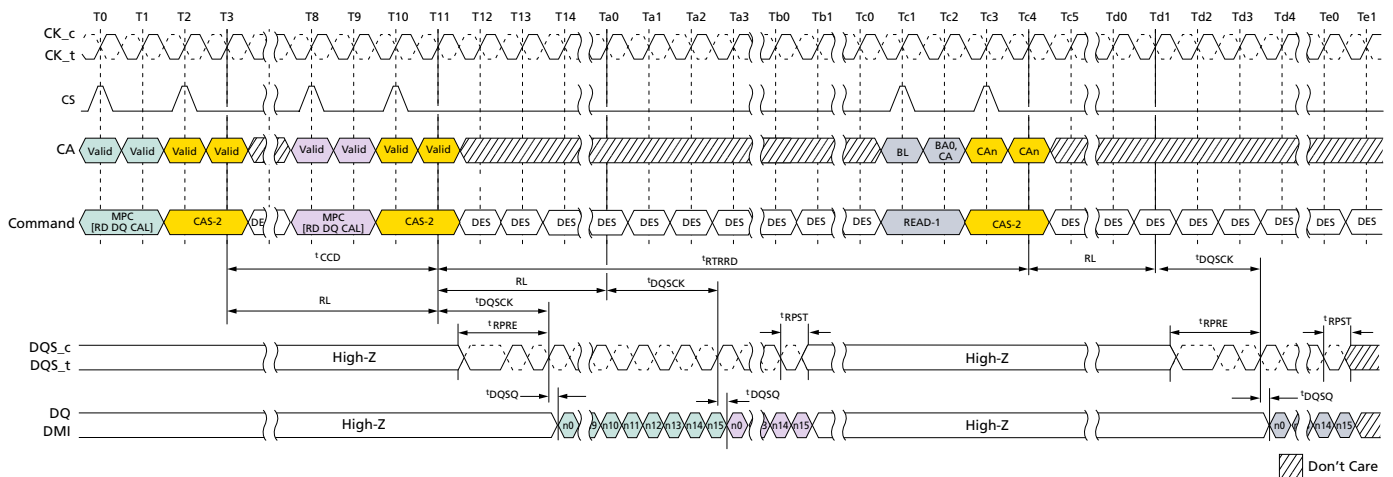 T0 T1 T2 T3 T8 T9 T10 T11 T12 T13 T14 Ta0 Ta1 Ta2 Ta3 Tb0 Tb1 Tc0 Tc1 Tc2 Tc3 Tc4 Tc5 Td0 Td1 Td2 Td3 Td4 Te0 Te1
CK_c
CK_t
CS
CA Valid Valid Valid Valid Valid Valid Valid Valid BL BA0, CA CAn CAn
Command MPC [RD DQ CAL] CAS-2 DE MPC [RD DQ CAL] CAS-2 DES DES DES DES DES DES DES DES DES DES READ-1 CAS-2 DES DES DES DES DES DES DES DES
tCCD tRTRRD RL tDQSCK
RL tDQSCK
RL tDQSCK
tRPRE tRPST tRPRE tRPST
DQS_c
DQS_t
High-Z High-Z
tDQSQ tDQSQ tDQSQ
DQ
DMI
High-Z n0 9 n10 n11 n12 n13 n14 n15 n0 3 n14 n15 High-Z n0 n14 n15
Don't Care